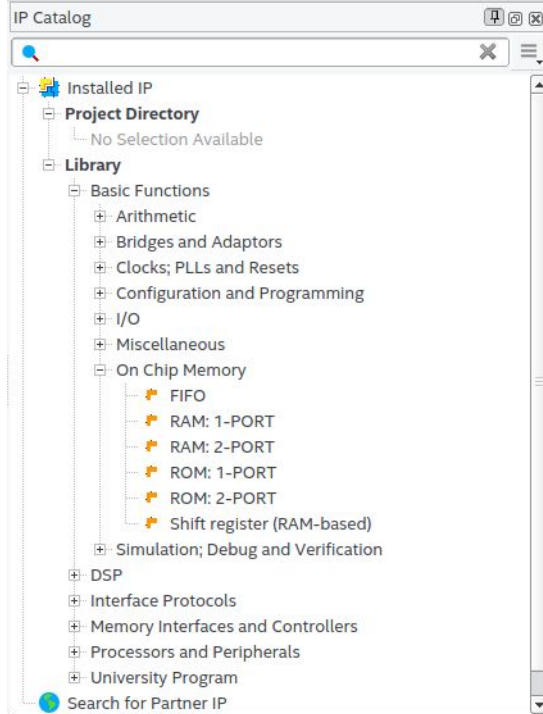 IP Catalog
Installed IP
Project Directory
No Selection Available
Library
Basic Functions
Arithmetic
Bridges and Adaptors
Clocks; PLLs and Resets
Configuration and Programming
I/O
Miscellaneous
On Chip Memory
FIFO
RAM: 1-PORT
RAM: 2-PORT
ROM: 1-PORT
ROM: 2-PORT
Shift register (RAM-based)
Simulation; Debug and Verification
DSP
Interface Protocols
Memory Interfaces and Controllers
Processors and Peripherals
University Program
Search for Partner IP